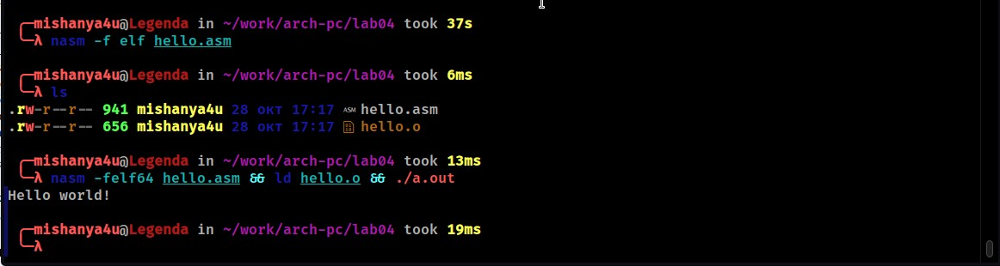 ╭─mishanya4u@Legenda in ~/work/arch-pc/lab04 took 37s
╰─λ nasm -f elf hello.asm
╭─mishanya4u@Legenda in ~/work/arch-pc/lab04 took 6ms
╰─λ ls
.rw-r--r-- 941 mishanya4u 28 окт 17:17 ASM hello.asm
.rw-r--r-- 656 mishanya4u 28 окт 17:17 hello.o
╭─mishanya4u@Legenda in ~/work/arch-pc/lab04 took 13ms
╰─λ nasm -felf64 hello.asm && ld hello.o && ./a.out
Hello world!
╭─mishanya4u@Legenda in ~/work/arch-pc/lab04 took 19ms
╰─λ